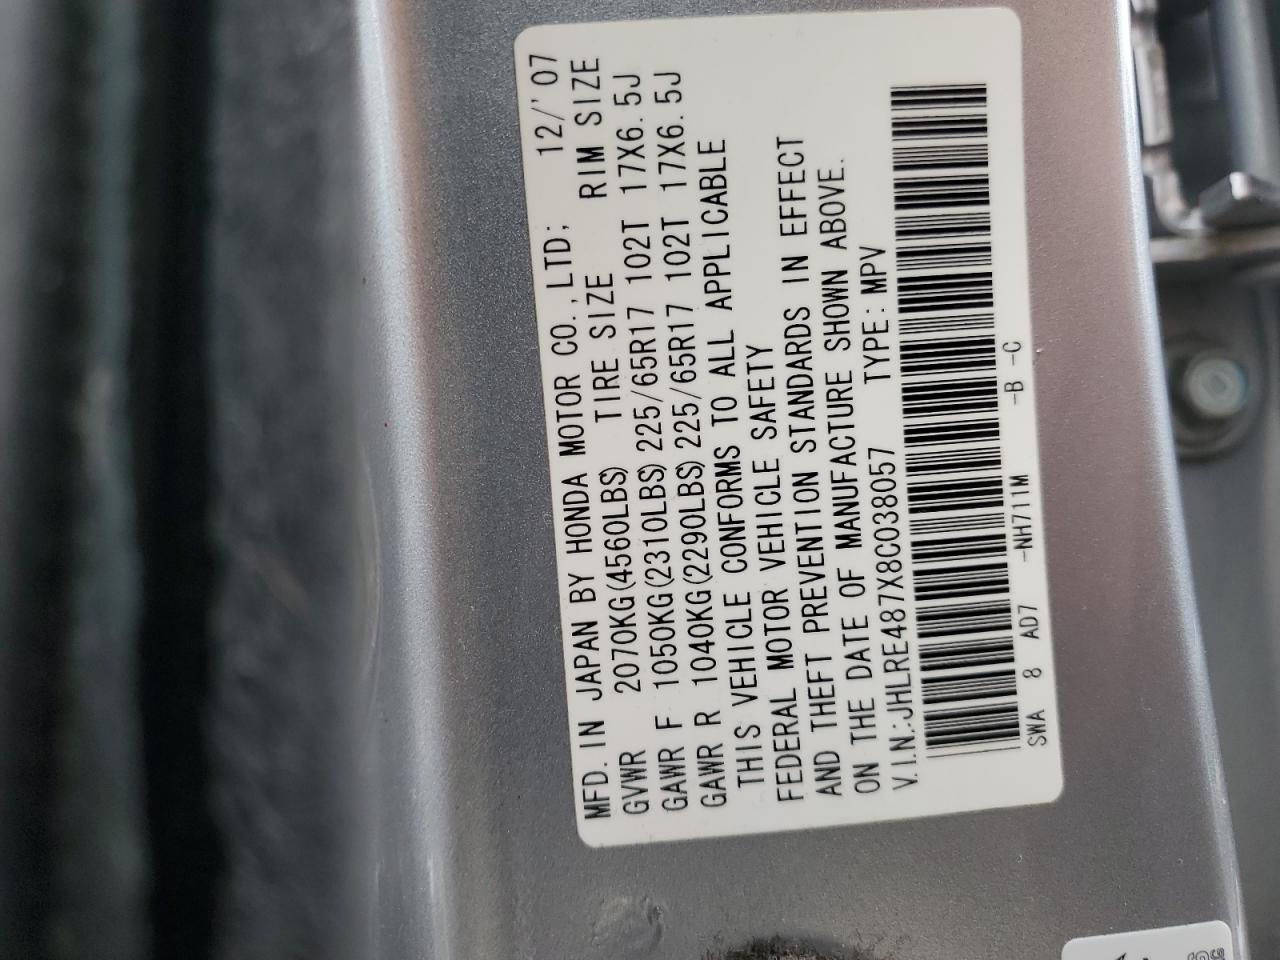 MFD. IN JAPAN BY HONDA MOTOR CO.,LTD; 12/'07
GVWR 2070KG(4560LBS) TIRE SIZE RIM SIZE
GAWR F 1050KG(2310LBS) 225/65R17 102T 17X6.5J
GAWR R 1040KG(2290LBS) 225/65R17 102T 17X6.5J
THIS VEHICLE CONFORMS TO ALL APPLICABLE
FEDERAL MOTOR VEHICLE SAFETY
AND THEFT PREVENTION STANDARDS IN EFFECT
ON THE DATE OF MANUFACTURE SHOWN ABOVE.
V.I.N.:JHLRE487X8C038057 TYPE:MPV
SWA 8 AD7 -NH711M -B -C